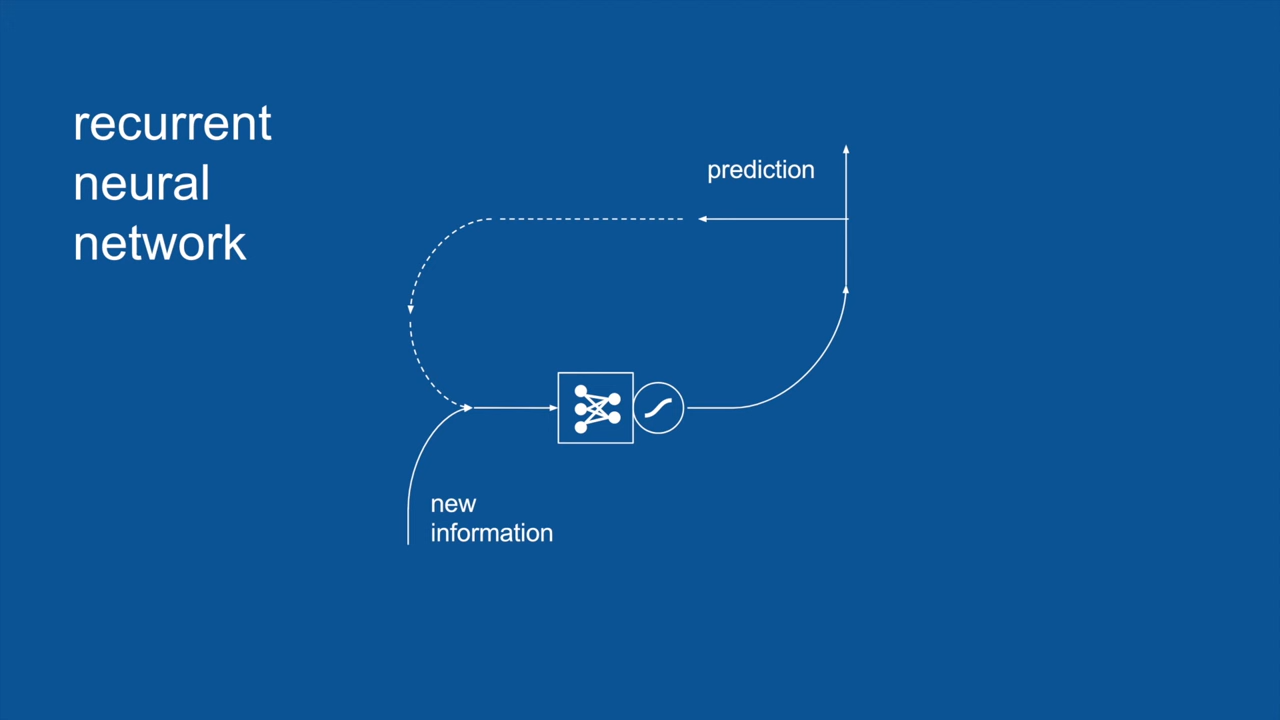 recurrent
neural
network
prediction
new
information